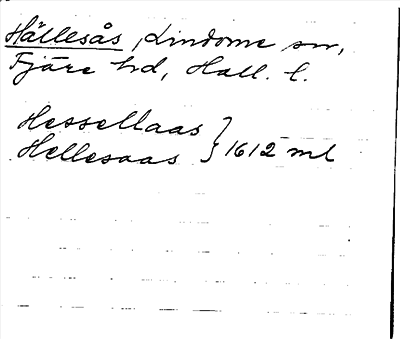 Hällesås, Lindome sn,
Fjäre hd, Hall. l.
Hessellaas
Hellesaas } 1612 ml